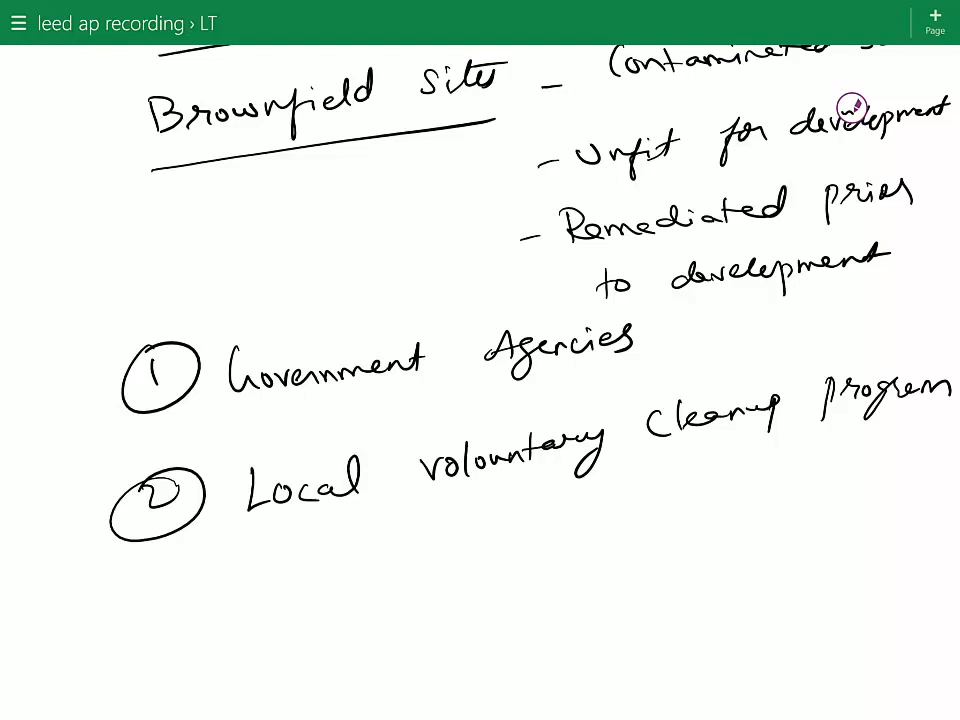 leed ap recording › LT
Page
Brownfield Site
- Contaminated
- Unfit for development
- Remediated prior
to development
1 Government Agencies
2 Local voluntary cleanup program